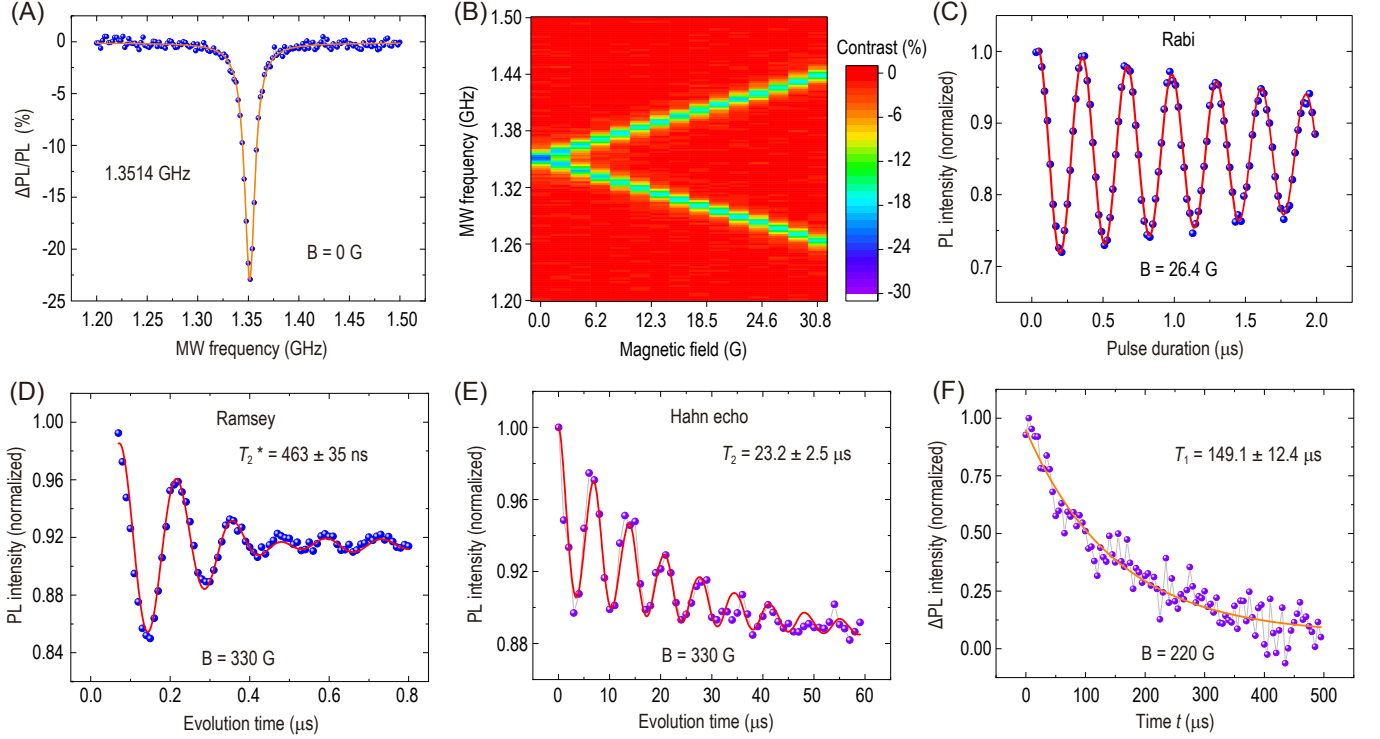 (A)
0
-5
-10
-15
-20
-25
ΔPL/PL (%)
1.3514 GHz
B = 0 G
1.20 1.25 1.30 1.35 1.40 1.45 1.50
MW frequency (GHz)
(B)
1.50
1.44
1.38
1.32
1.26
1.20
MW frequency (GHz)
0.0 6.2 12.3 18.5 24.6 30.8
Magnetic field (G)
Contrast (%)
0
-6
-12
-18
-24
-30
(C)
Rabi
1.0
0.9
0.8
0.7
PL intensity (normalized)
B = 26.4 G
0.0 0.5 1.0 1.5 2.0
Pulse duration (μs)
(D)
Ramsey
T2* = 463 ± 35 ns
1.00
0.96
0.92
0.88
0.84
PL intensity (normalized)
B = 330 G
0.0 0.2 0.4 0.6 0.8
Evolution time (μs)
(E)
Hahn echo
T2 = 23.2 ± 2.5 μs
1.00
0.96
0.92
0.88
PL intensity (normalized)
B = 330 G
0 10 20 30 40 50 60
Evolution time (μs)
(F)
T1 = 149.1 ± 12.4 μs
1.00
0.75
0.50
0.25
0.00
ΔPL intensity (normalized)
B = 220 G
0 100 200 300 400 500
Time t (μs)